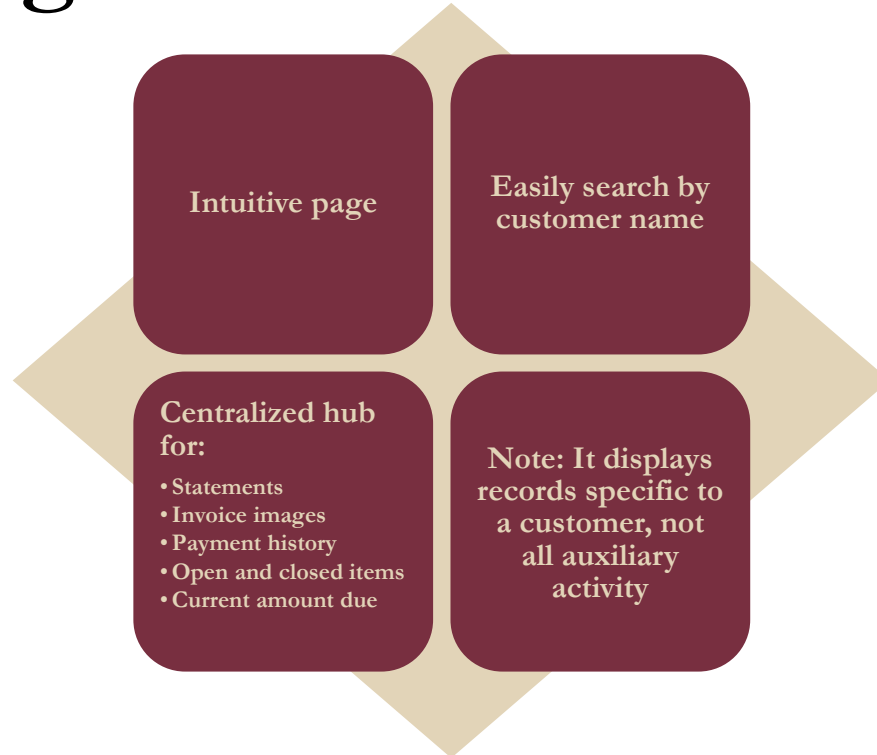 g
Intuitive page
Easily search by
customer name
Centralized hub
for:
• Statements
• Invoice images
• Payment history
• Open and closed items
• Current amount due
Note: It displays
records specific to
a customer, not
all auxiliary
activity